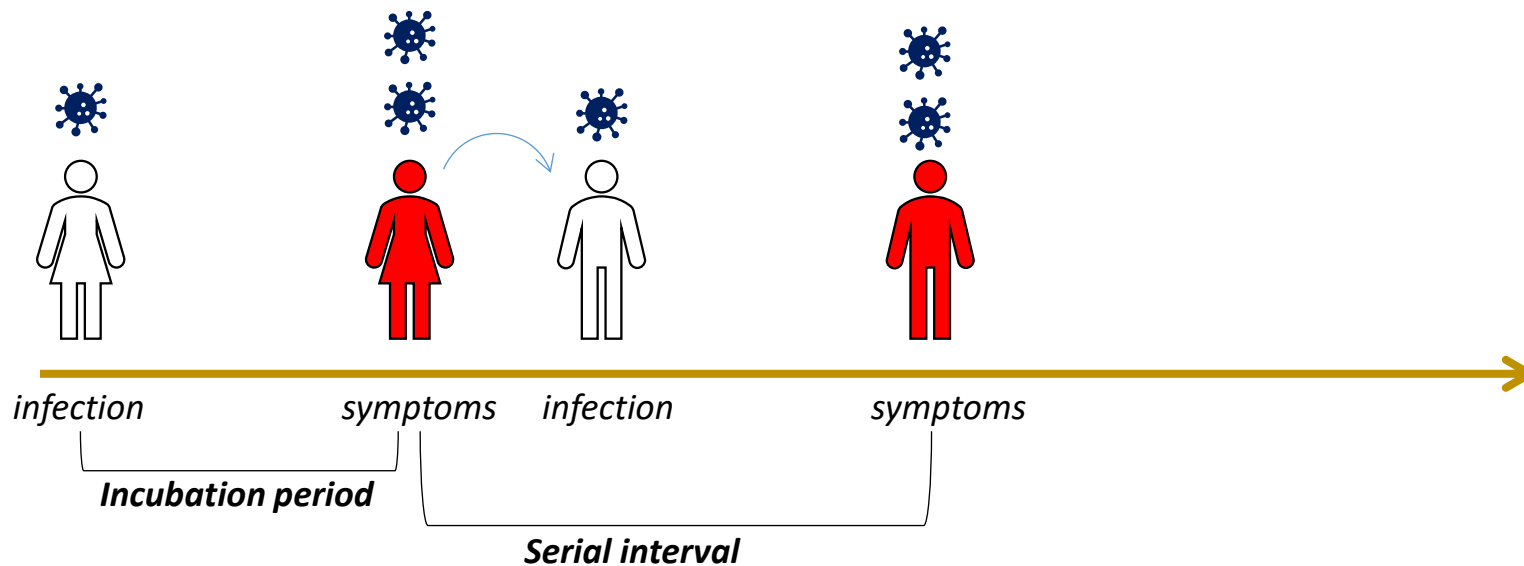 infection symptoms infection symptoms
Incubation period
Serial interval